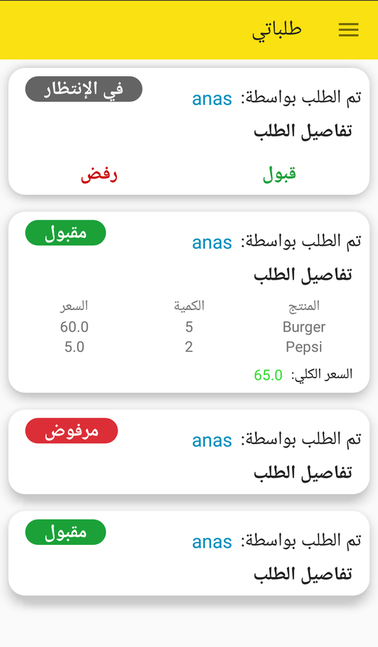 طلباتي
في الإنتظار
تم الطلب بواسطة: anas
تفاصيل الطلب
قبول رفض
مقبول
تم الطلب بواسطة: anas
تفاصيل الطلب
المنتج الكمية السعر
Burger 5 60.0
Pepsi 2 5.0
السعر الكلي: 65.0
مرفوض
تم الطلب بواسطة: anas
تفاصيل الطلب
مقبول
تم الطلب بواسطة: anas
تفاصيل الطلب